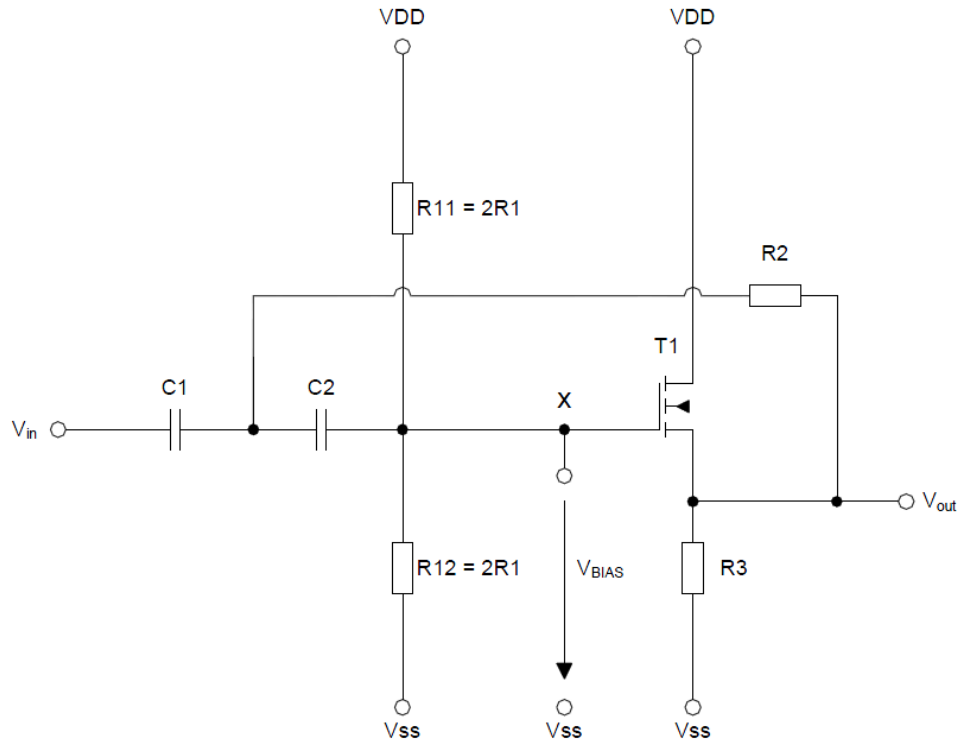 VDD
VDD
R11 = 2R1
R2
T1
C1
C2
X
Vin
Vout
R12 = 2R1
VBIAS
R3
Vss
Vss
Vss